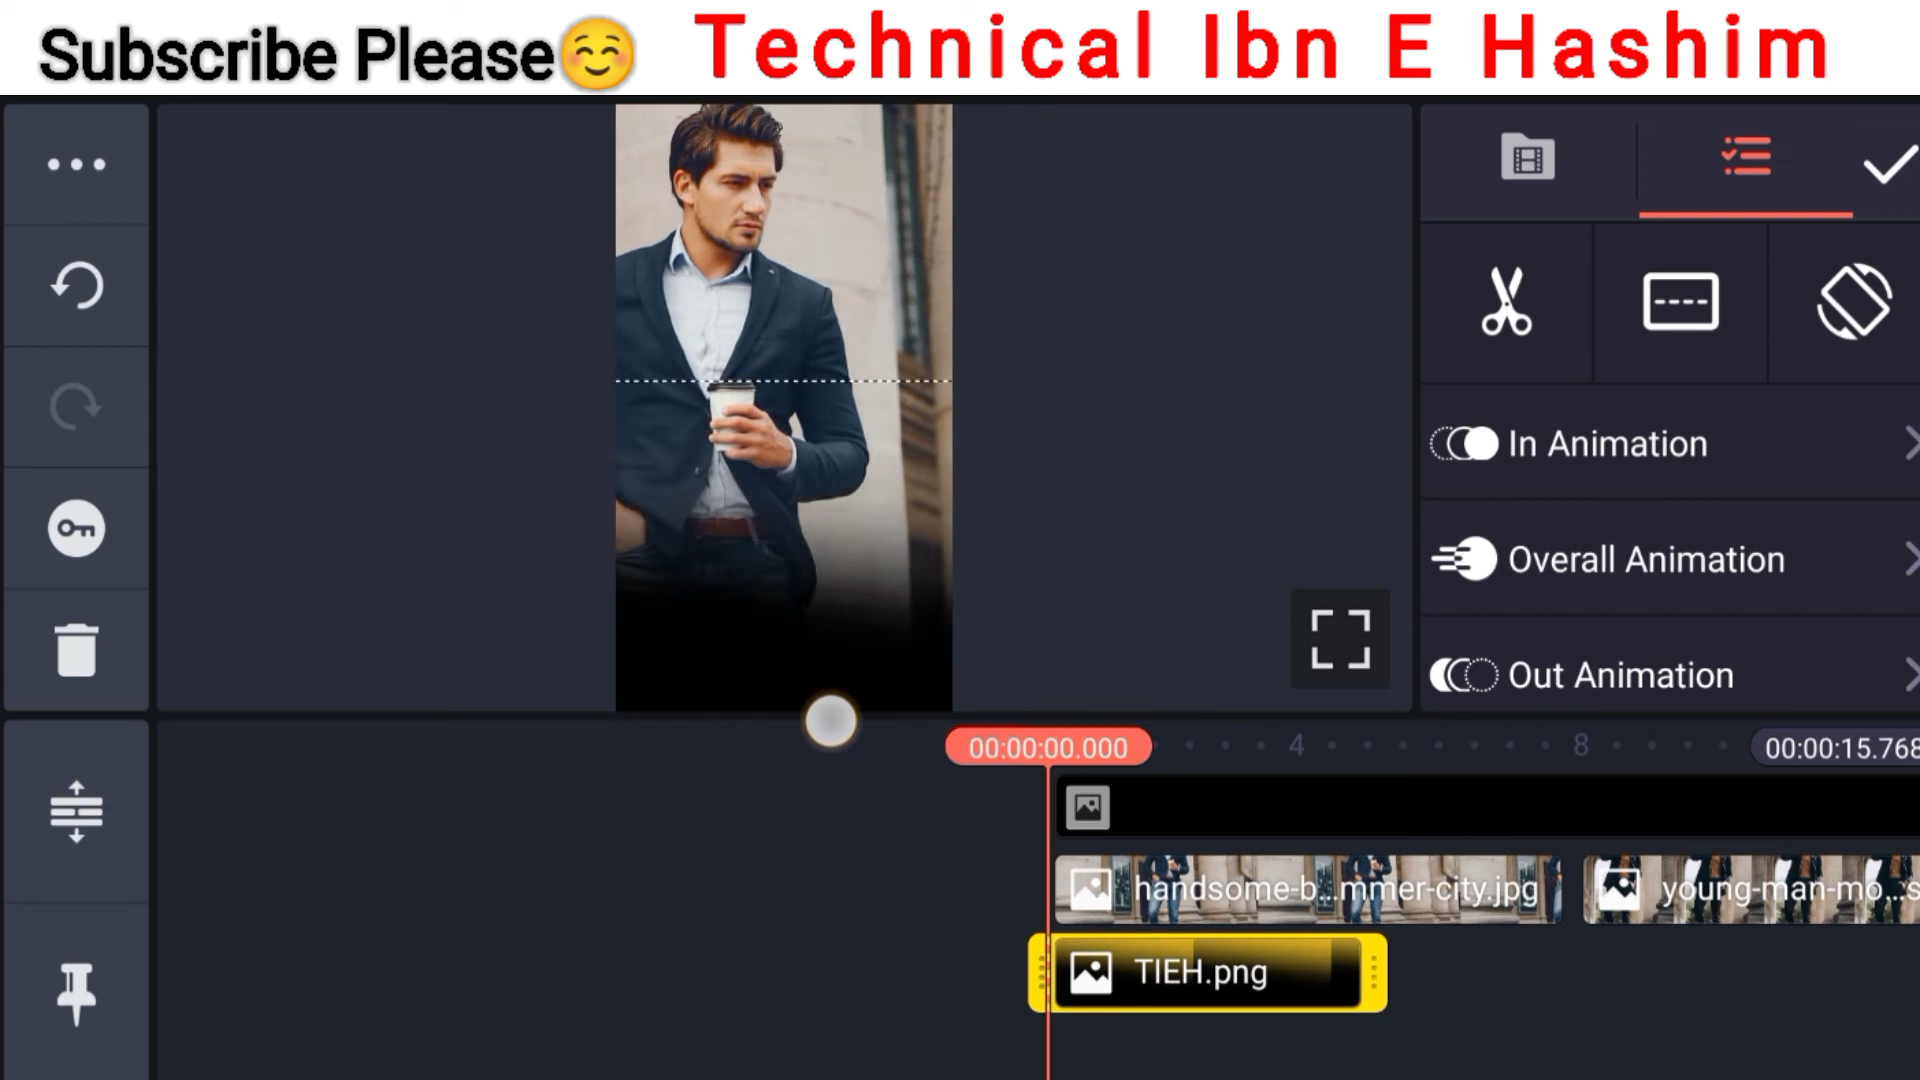 Subscribe Please😊 Technical Ibn E Hashim
In Animation
Overall Animation
Out Animation
00:00:00.000 4 8 00:00:15.768
handsome-b...mmer-city.jpg young-man-mo...s
TIEH.png